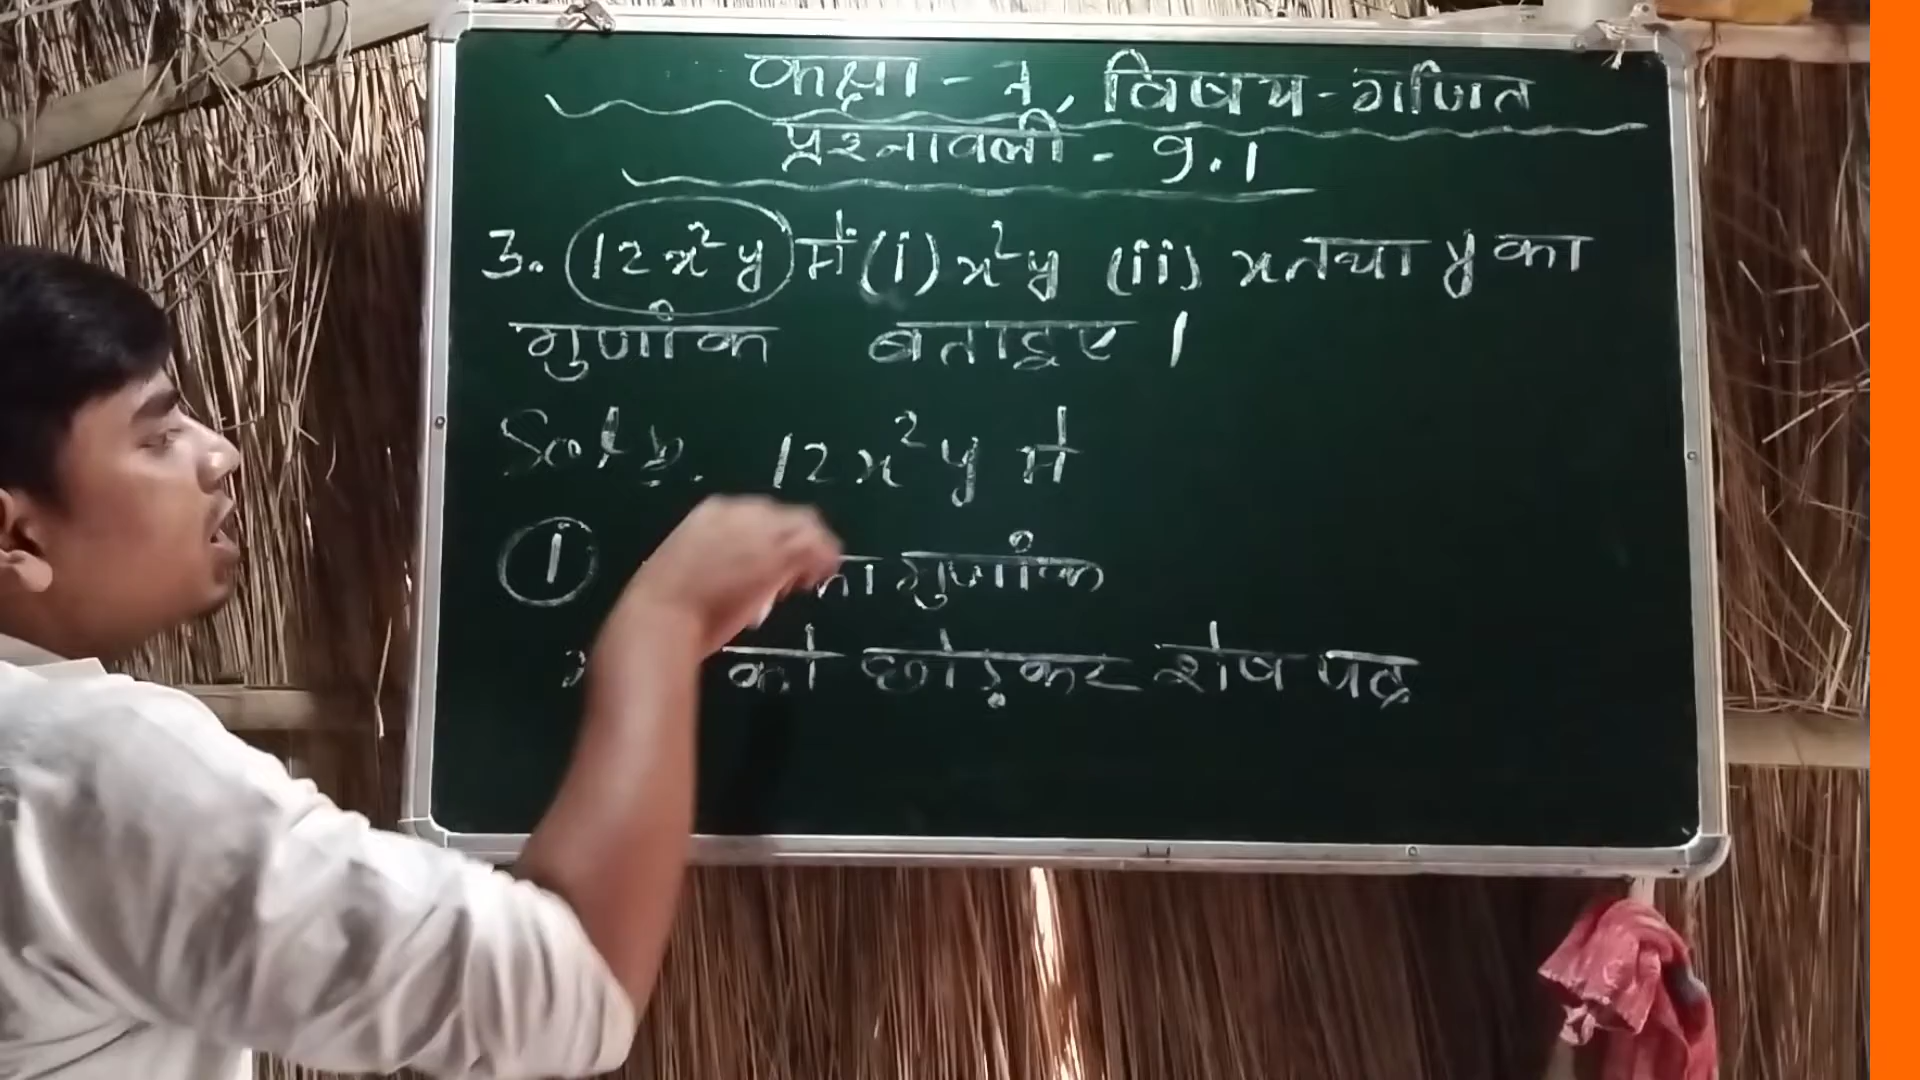 कक्षा - 7, विषय - गणित
प्रश्नावली - 9.1
3. 12x²y में (i) x²y (ii) x तथा y का
गुणांक बताइए।
Soln. 12x²y में
(i) का गुणांक
को छोड़कर शेष पद